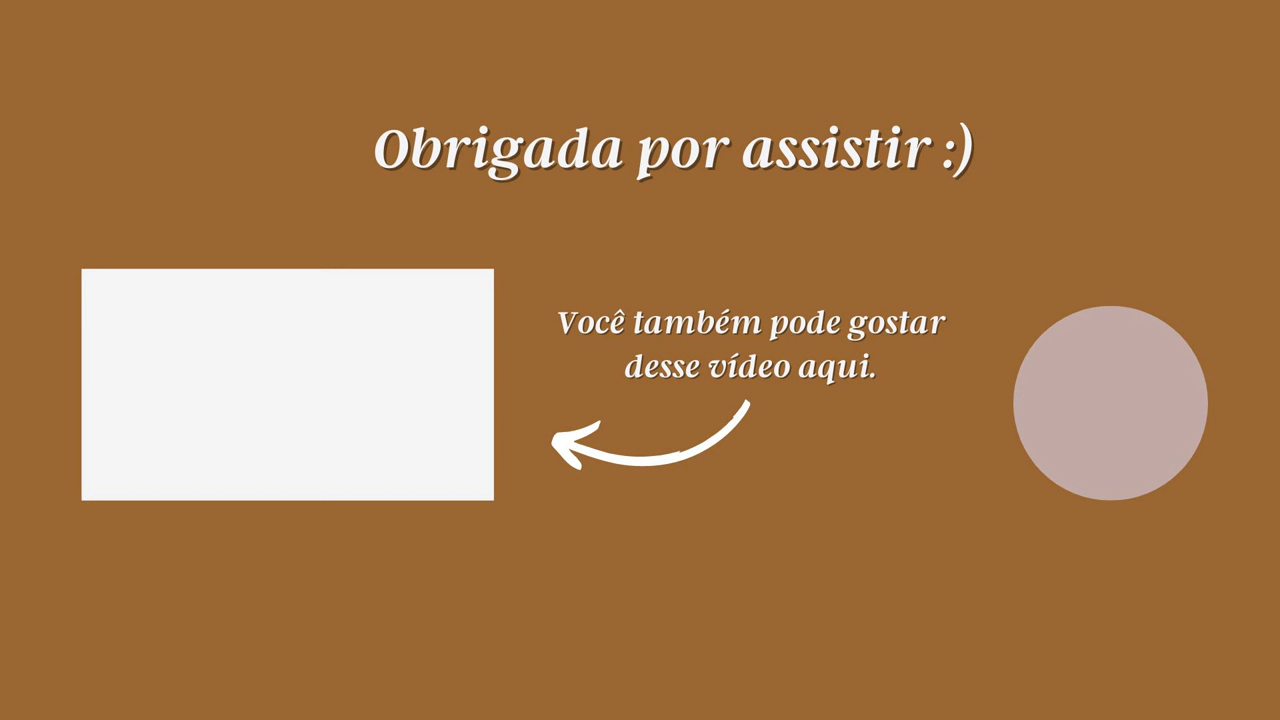 Obrigada por assistir :)
Você também pode gostar
desse vídeo aqui.